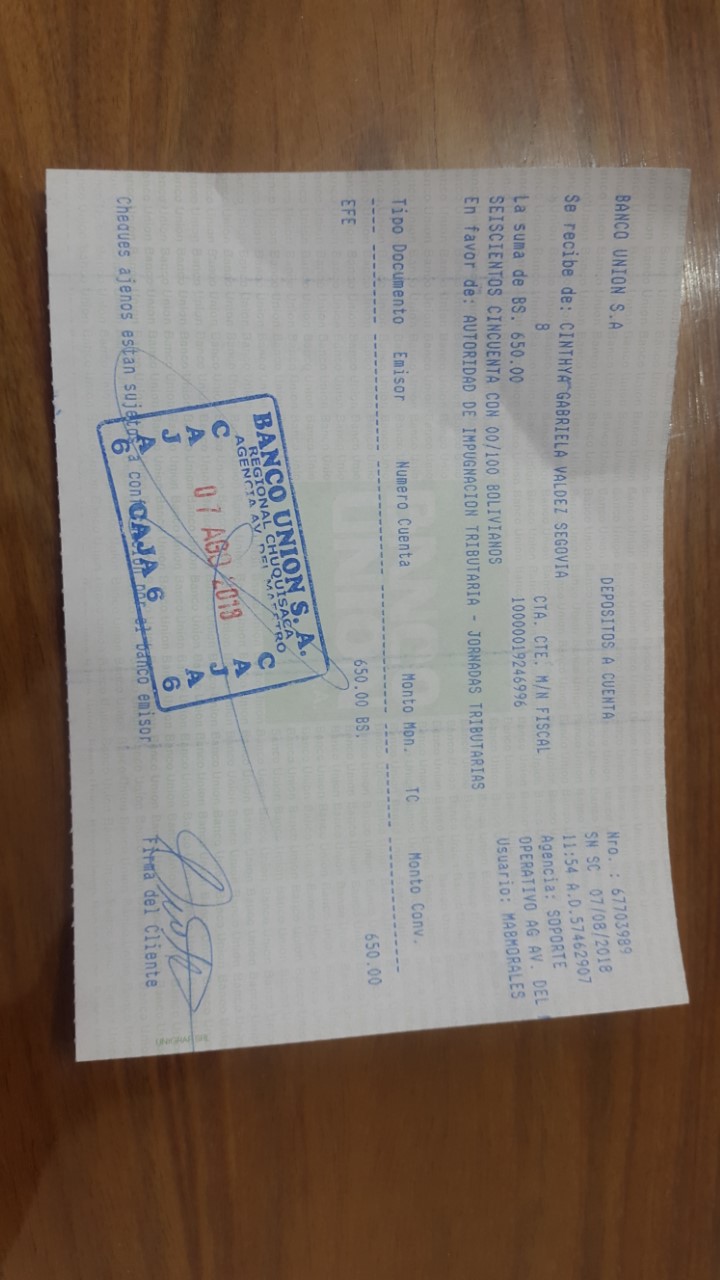 BANCO UNION S.A
DEPOSITOS A CUENTA
Nro. : 67703989
SN SC 07/08/2018
11:54 A.D.57462907
Agencia: SOPORTE
OPERATIVO AG AV. DEL
Usuario: MABMORALES
Se recibe de: CINTHYA GABRIELA VALDEZ SEGOVIA
8
CTA. CTE. M/N FISCAL
10000019246996
La suma de BS. 650.00
SEISCIENTOS CINCUENTA CON 00/100 BOLIVIANOS
En favor de: AUTORIDAD DE IMPUGNACION TRIBUTARIA - JORNADAS TRIBUTARIAS
Tipo Documento Emisor Numero Cuenta Monto Mon. TC Monto Conv.
EFE 650.00 BS. 650.00
BANCO UNION S.A.
REGIONAL CHUQUISACA
AGENCIA AV. DEL MAESTRO
CAJA 6
07 AGO 2018
CAJA 6
CAJA 6
Cheques ajenos estan sujetos a por el banco emisor
Firma del Cliente